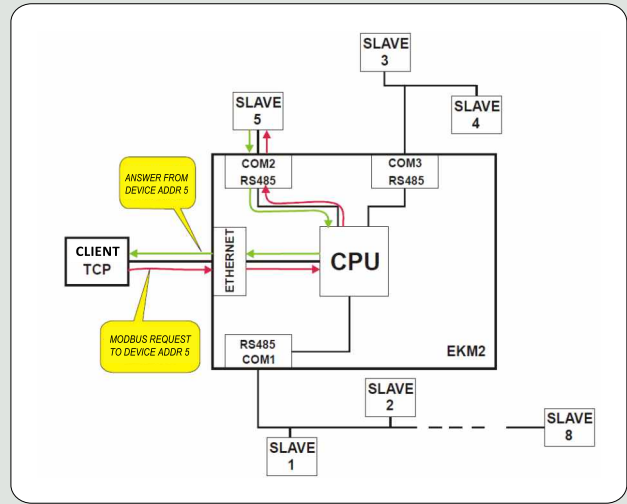 SLAVE
3
SLAVE
5
SLAVE
4
COM2
RS485
COM3
RS485
ANSWER FROM
DEVICE ADDR 5
CLIENT
TCP
ETHERNET
CPU
MODBUS REQUEST
TO DEVICE ADDR 5
RS485
COM1
EKM2
SLAVE
2
SLAVE
8
SLAVE
1